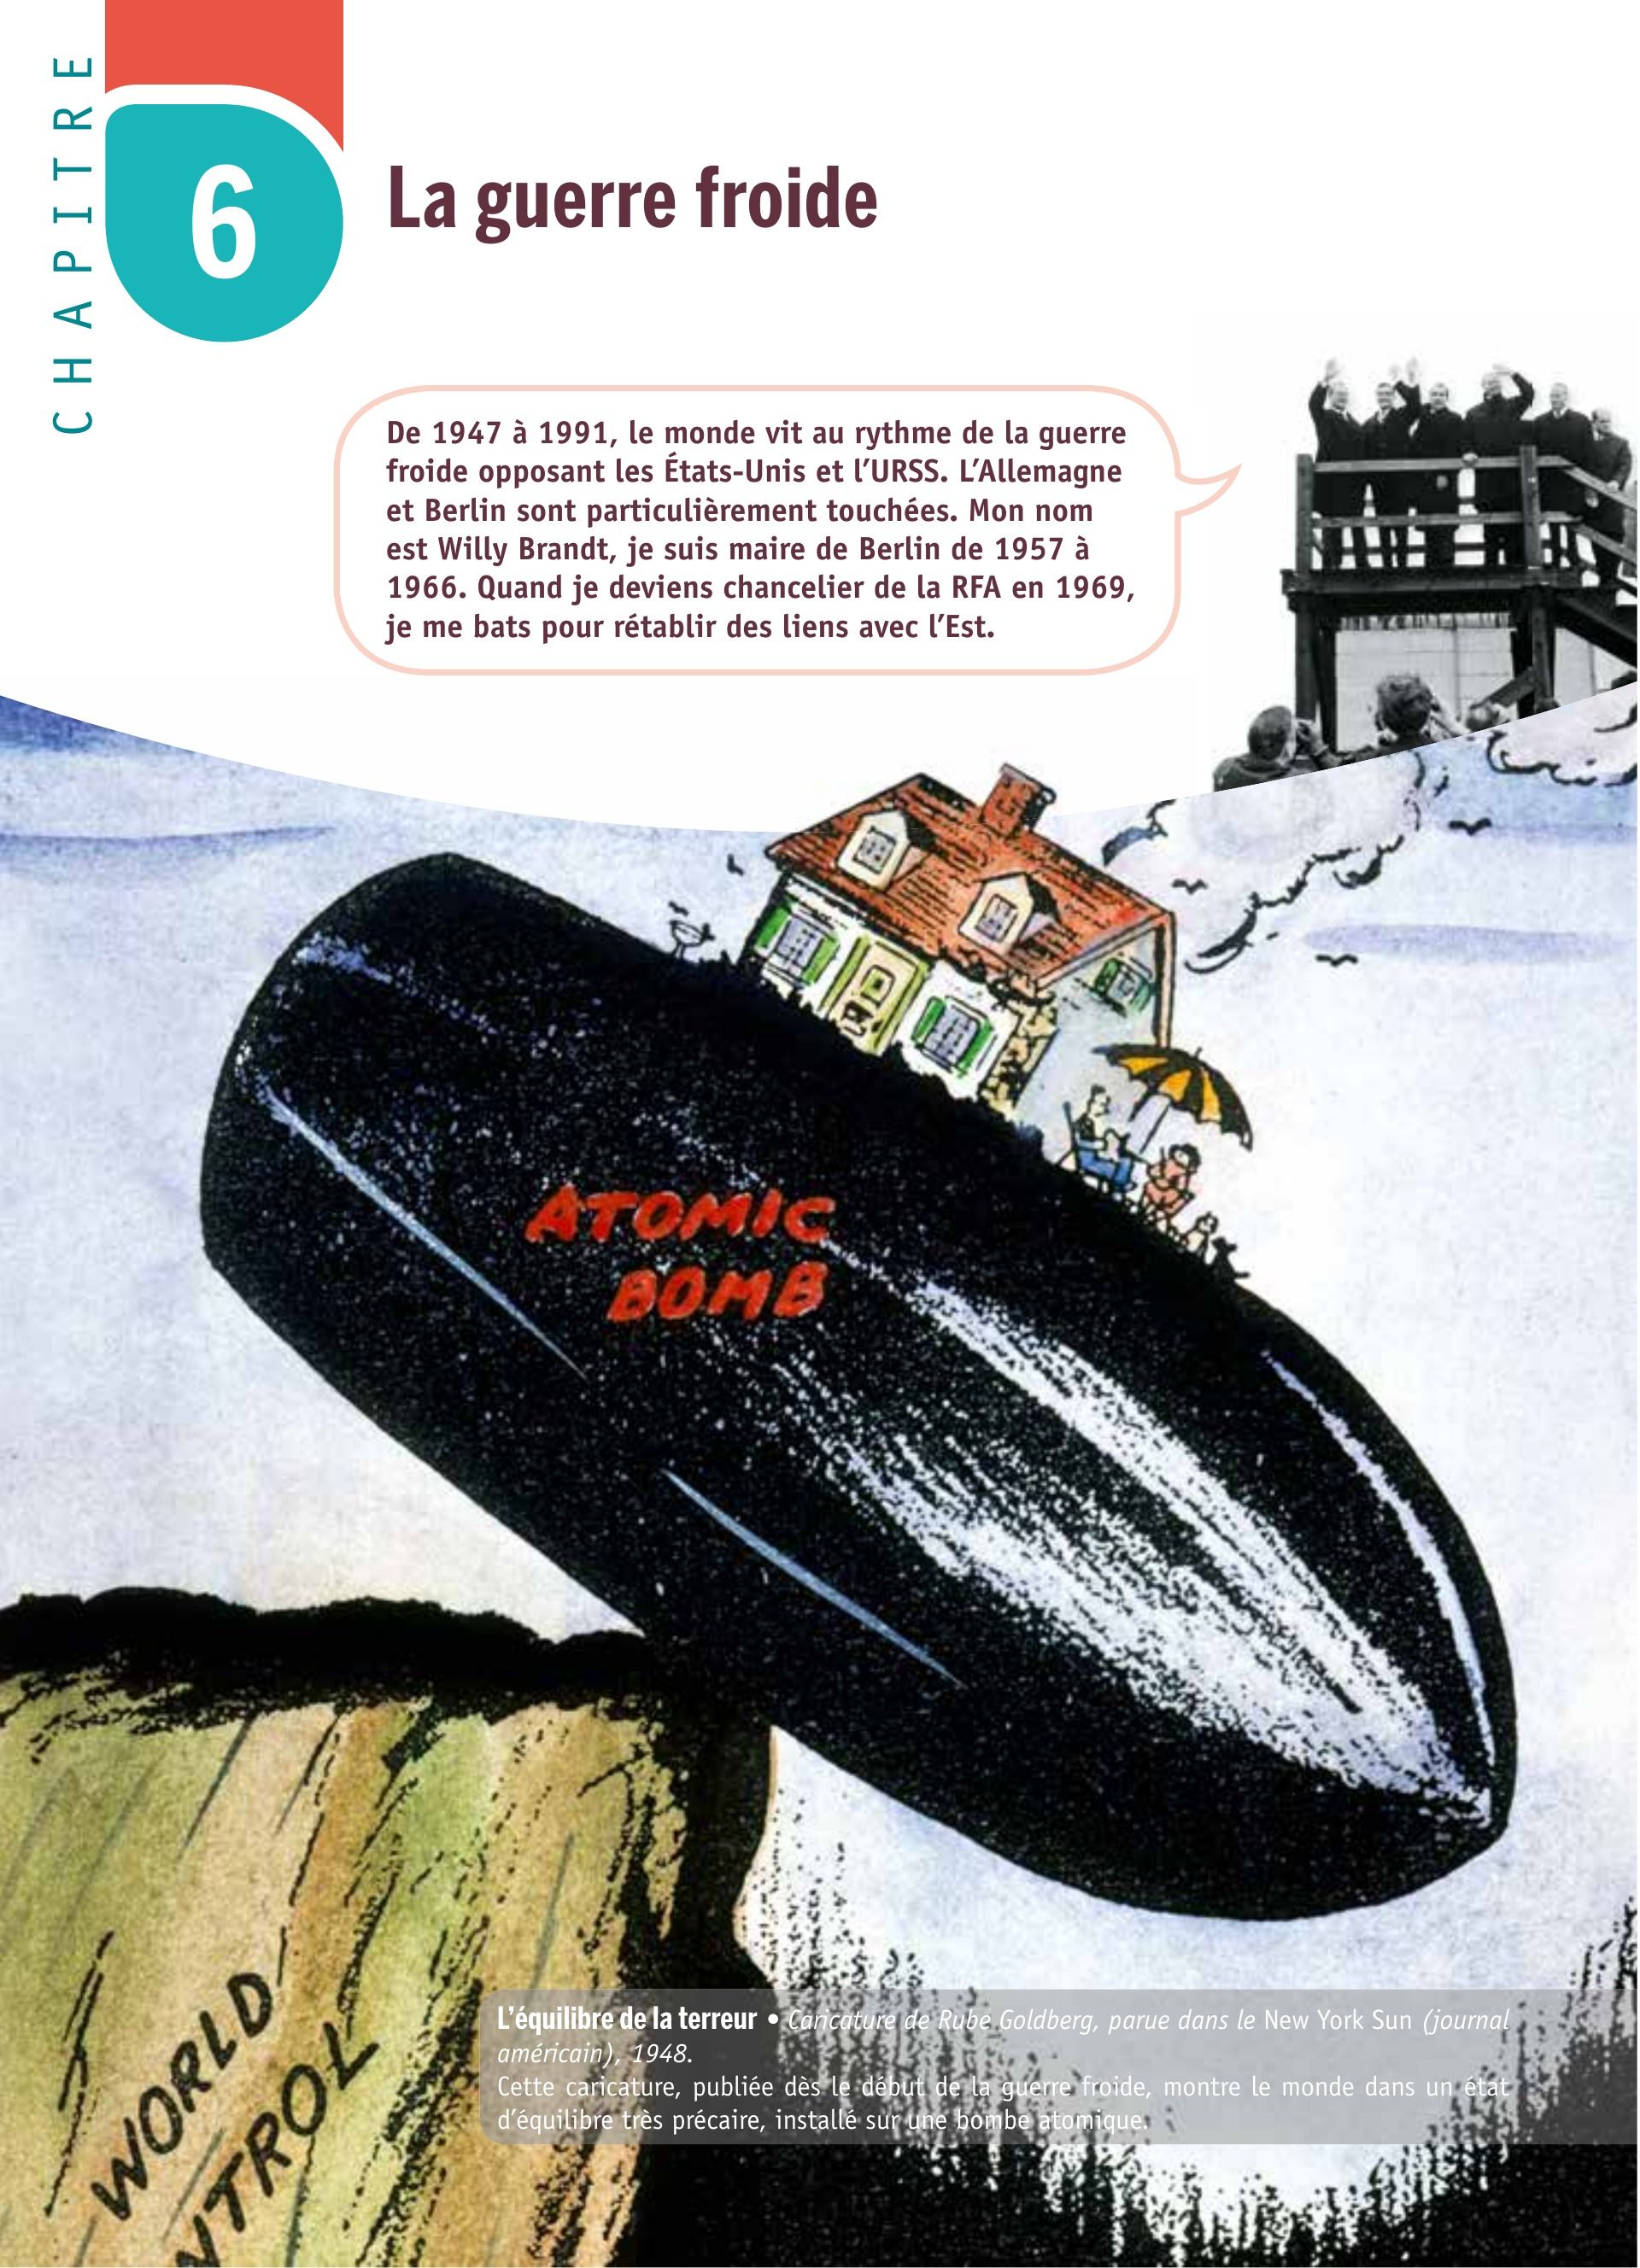 CHAPITRE
6
La guerre froide
De 1947 à 1991, le monde vit au rythme de la guerre
froide opposant les États-Unis et l’URSS. L’Allemagne
et Berlin sont particulièrement touchées. Mon nom
est Willy Brandt, je suis maire de Berlin de 1957 à
1966. Quand je deviens chancelier de la RFA en 1969,
je me bats pour rétablir des liens avec l’Est.
ATOMIC
BOMB
WORLD
NTROL
L’équilibre de la terreur • Caricature de Rube Goldberg, parue dans le New York Sun (journal
américain), 1948.
Cette caricature, publiée dès le début de la guerre froide, montre le monde dans un état
d’équilibre très précaire, installé sur une bombe atomique.